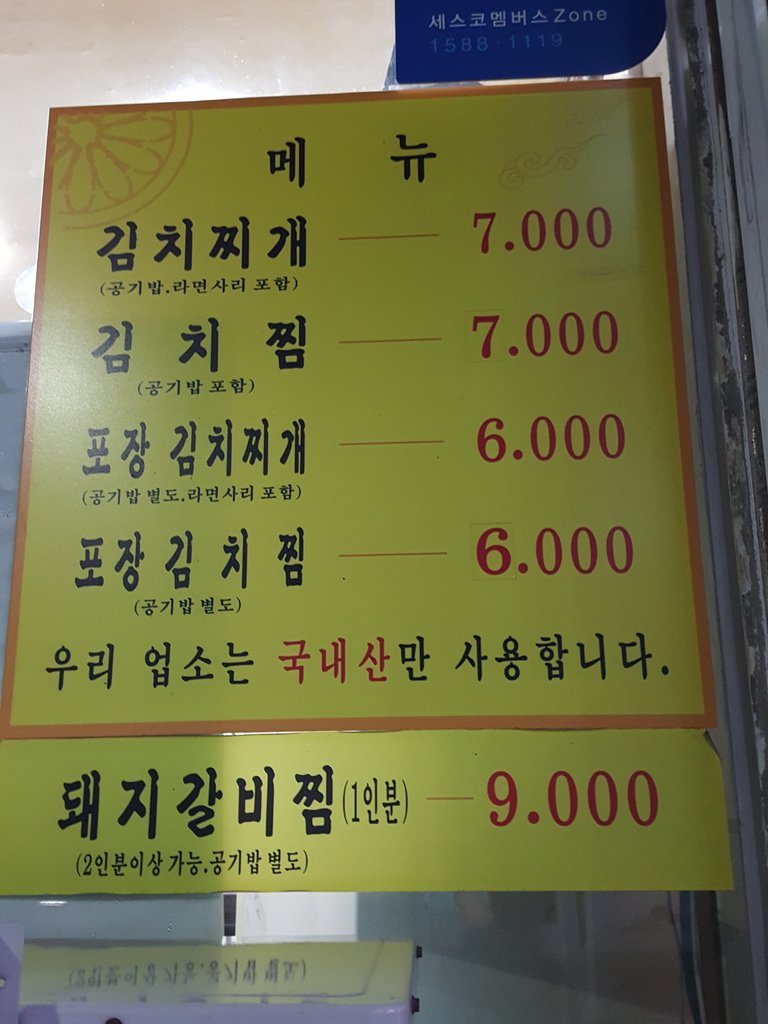 세스코멤버스 Zone
1588·1119
메 뉴
김치찌개 7.000
(공기밥.라면사리 포함)
김 치 찜 7.000
(공기밥 포함)
포장 김치찌개 6.000
(공기밥 별도.라면사리 포함)
포장 김 치 찜 6.000
(공기밥 별도)
우리 업소는 국내산만 사용합니다.
돼지갈비찜(1인분) 9.000
(2인분이상 가능.공기밥 별도)